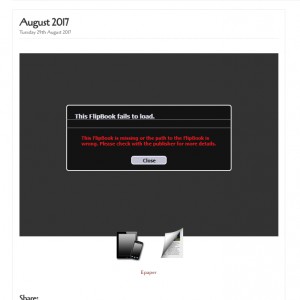 August 2017
Tuesday 29th August 2017
This FlipBook fails to load.
This FlipBook is missing or the path to the FlipBook is
wrong. Please check with the publisher for more details.
Close
Epaper
Share: